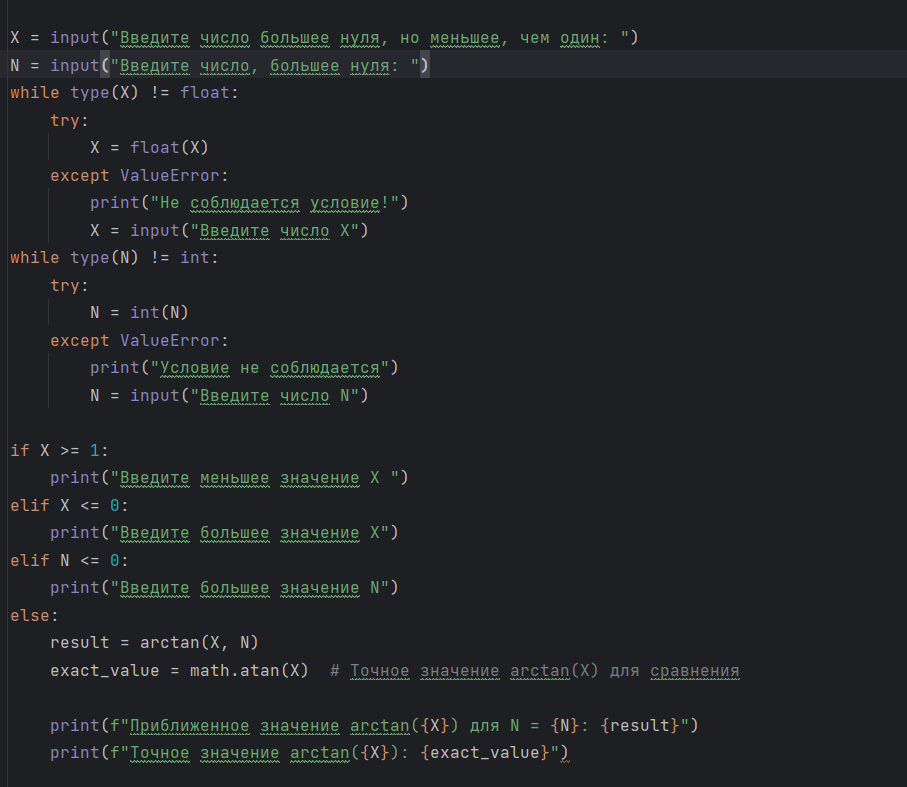 X = input("Введите число большее нуля, но меньшее, чем один: ")
N = input("Введите число, большее нуля: ")
while type(X) != float:
    try:
        X = float(X)
    except ValueError:
        print("Не соблюдается условие!")
        X = input("Введите число X")
while type(N) != int:
    try:
        N = int(N)
    except ValueError:
        print("Условие не соблюдается")
        N = input("Введите число N")
if X >= 1:
    print("Введите меньшее значение X ")
elif X <= 0:
    print("Введите большее значение X")
elif N <= 0:
    print("Введите большее значение N")
else:
    result = arctan(X, N)
    exact_value = math.atan(X)  # Точное значение arctan(X) для сравнения
    print(f"Приближенное значение arctan({X}) для N = {N}: {result}")
    print(f"Точное значение arctan({X}): {exact_value}")